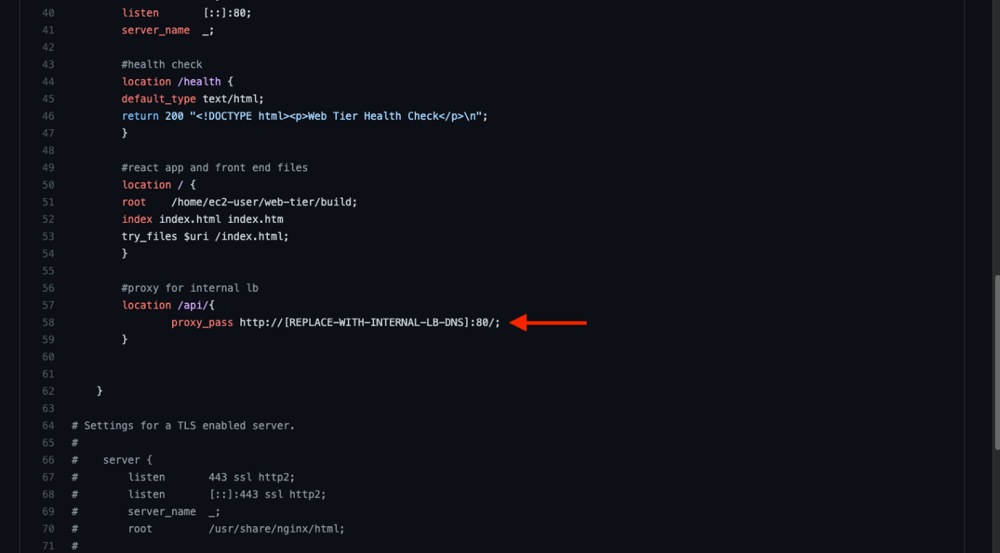 40 listen [::]:80;
41 server_name _;
42
43 #health check
44 location /health {
45 default_type text/html;
46 return 200 "<!DOCTYPE html><p>Web Tier Health Check</p>\n";
47 }
48
49 #react app and front end files
50 location / {
51 root /home/ec2-user/web-tier/build;
52 index index.html index.htm
53 try_files $uri /index.html;
54 }
55
56 #proxy for internal lb
57 location /api/{
58 proxy_pass http://[REPLACE-WITH-INTERNAL-LB-DNS]:80/;
59 }
60
61
62 }
63
64 # Settings for a TLS enabled server.
65 #
66 # server {
67 # listen 443 ssl http2;
68 # listen [::]:443 ssl http2;
69 # server_name _;
70 # root /usr/share/nginx/html;
71 #